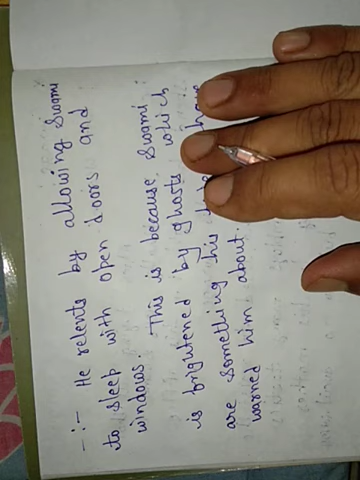 -:- He relents by allowing Swami
to sleep with open doors and
windows. This is because Swami
is frightened by ghosts which
are something his have
warned him about.